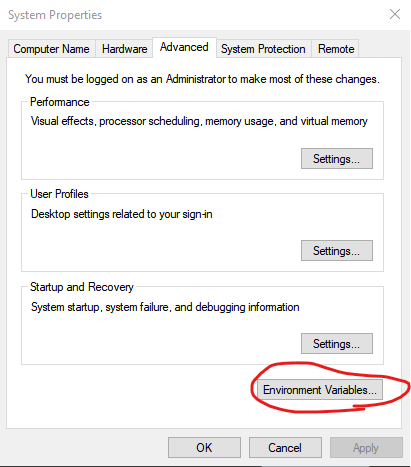 System Properties
Computer Name Hardware Advanced System Protection Remote
You must be logged on as an Administrator to make most of these changes.
Performance
Visual effects, processor scheduling, memory usage, and virtual memory
Settings...
User Profiles
Desktop settings related to your sign-in
Settings...
Startup and Recovery
System startup, system failure, and debugging information
Settings...
Environment Variables...
OK Cancel Apply